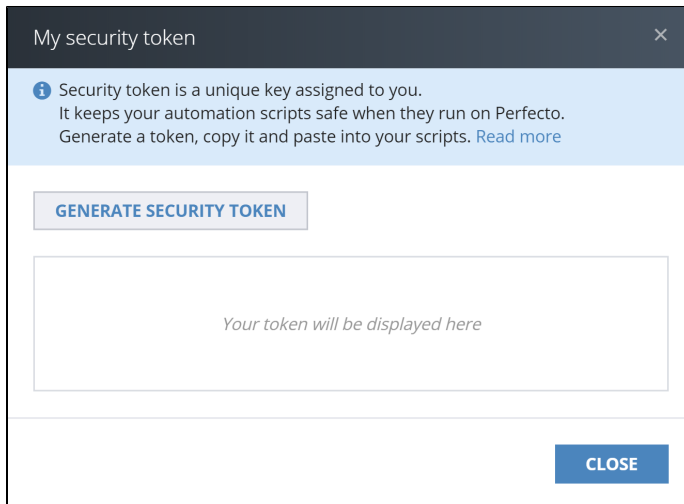 My security token
Security token is a unique key assigned to you.
It keeps your automation scripts safe when they run on Perfecto.
Generate a token, copy it and paste into your scripts. Read more
GENERATE SECURITY TOKEN
Your token will be displayed here
CLOSE